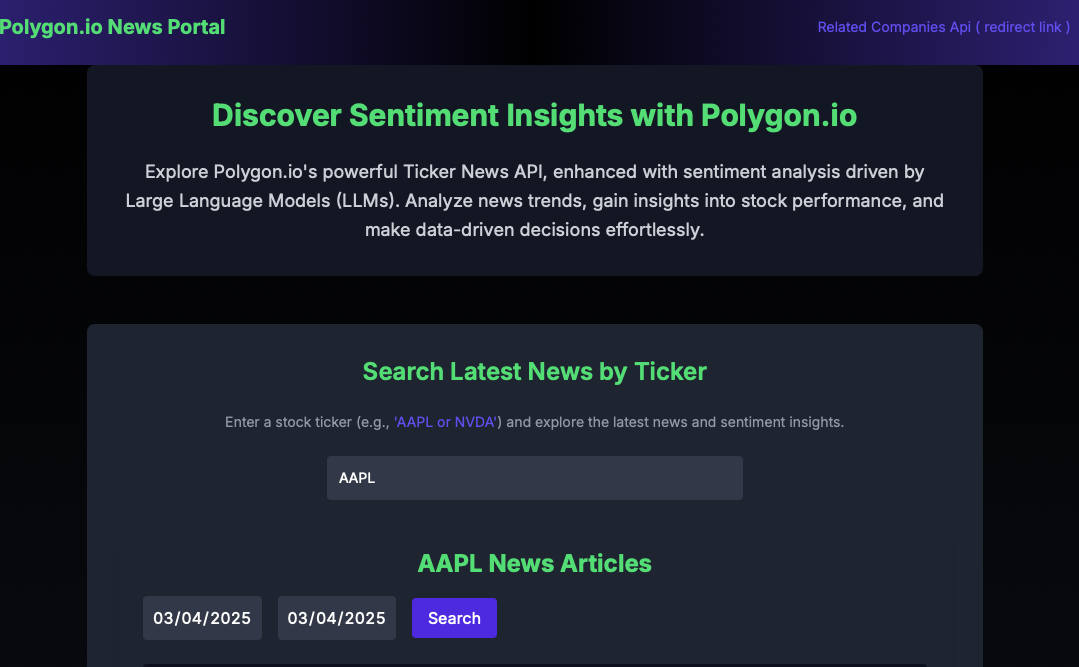 Polygon.io News Portal
Related Companies Api ( redirect link )
Discover Sentiment Insights with Polygon.io
Explore Polygon.io's powerful Ticker News API, enhanced with sentiment analysis driven by
Large Language Models (LLMs). Analyze news trends, gain insights into stock performance, and
make data-driven decisions effortlessly.
Search Latest News by Ticker
Enter a stock ticker (e.g., 'AAPL or NVDA') and explore the latest news and sentiment insights.
AAPL
AAPL News Articles
03/04/2025 03/04/2025 Search